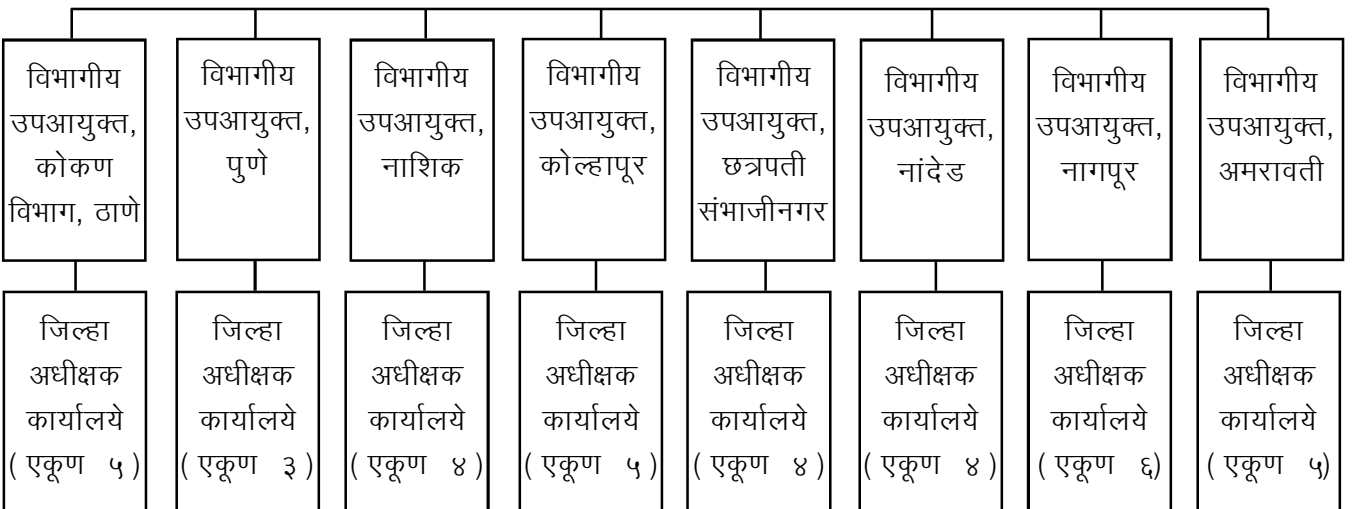 विभागीय
उपआयुक्त,
कोकण
विभाग, ठाणे
विभागीय
उपआयुक्त,
पुणे
विभागीय
उपआयुक्त,
नाशिक
विभागीय
उपआयुक्त,
कोल्हापूर
विभागीय
उपआयुक्त,
छत्रपती
संभाजीनगर
विभागीय
उपआयुक्त,
नांदेड
विभागीय
उपआयुक्त,
नागपूर
विभागीय
उपआयुक्त,
अमरावती
जिल्हा
अधीक्षक
कार्यालये
( एकूण ५ )
जिल्हा
अधीक्षक
कार्यालये
( एकूण ३ )
जिल्हा
अधीक्षक
कार्यालये
( एकूण ४ )
जिल्हा
अधीक्षक
कार्यालये
( एकूण ५ )
जिल्हा
अधीक्षक
कार्यालये
( एकूण ४ )
जिल्हा
अधीक्षक
कार्यालये
( एकूण ४ )
जिल्हा
अधीक्षक
कार्यालये
( एकूण ६)
जिल्हा
अधीक्षक
कार्यालये
( एकूण ५)